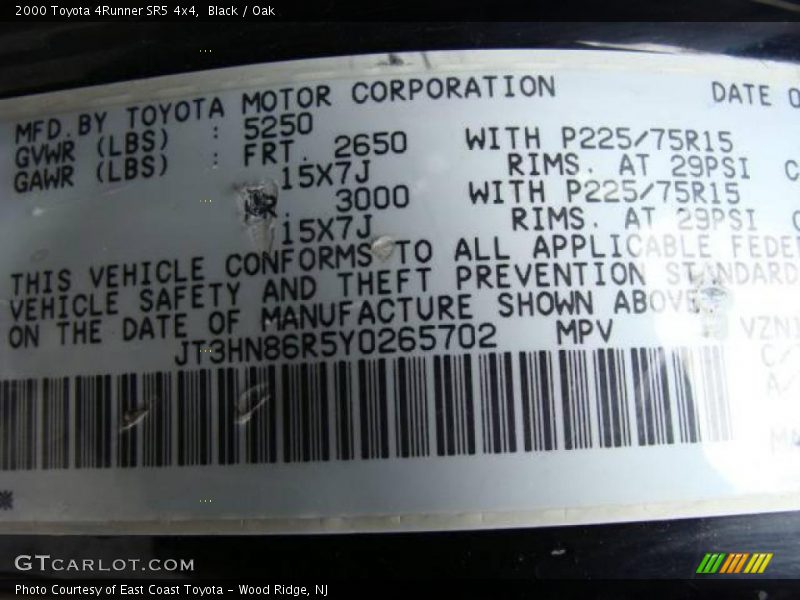 2000 Toyota 4Runner SR5 4x4, Black / Oak
MFD. BY TOYOTA MOTOR CORPORATION DATE 0
GVWR (LBS) : 5250
GAWR (LBS) : FRT. 2650 WITH P225/75R15
15X7J RIMS. AT 29PSI C
3000 WITH P225/75R15
15X7J RIMS. AT 29PSI
THIS VEHICLE CONFORMS TO ALL APPLICABLE FEDE
VEHICLE SAFETY AND THEFT PREVENTION STANDARD
ON THE DATE OF MANUFACTURE SHOWN ABOVE
JT3HN86R5Y0265702 MPV VZN1
C/
A/
GTCARLOT.COM
Photo Courtesy of East Coast Toyota - Wood Ridge, NJ